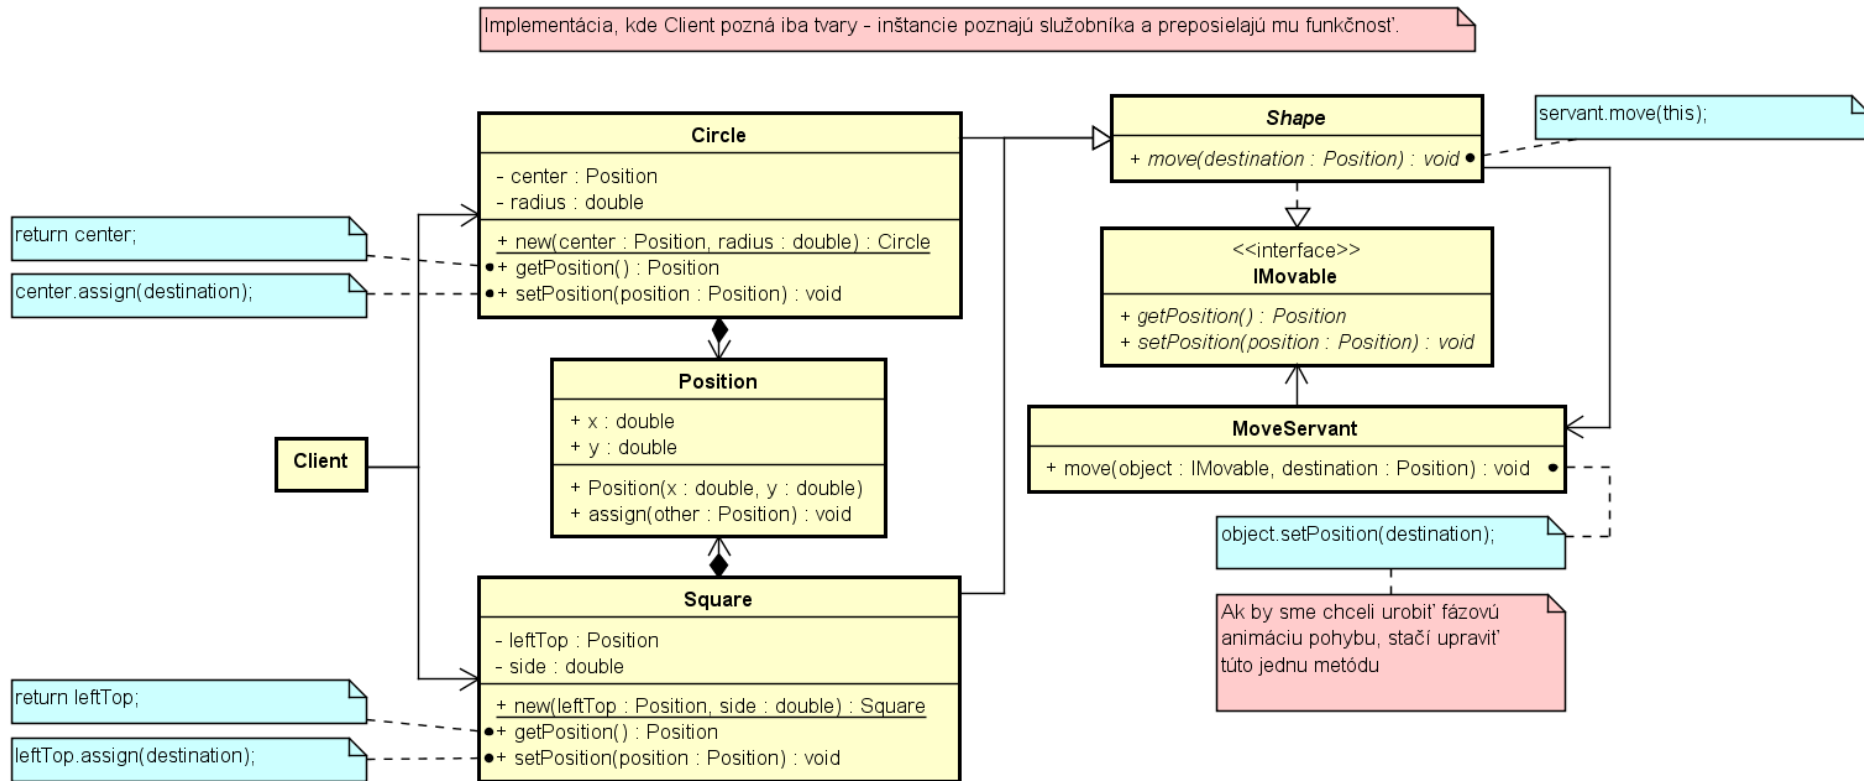 Implementácia, kde Client pozná iba tvary - inštancie poznajú služobníka a preposielajú mu funkčnosť.
Circle
- center : Position
- radius : double
+ new(center : Position, radius : double) : Circle
+ getPosition() : Position
+ setPosition(position : Position) : void
return center;
center.assign(destination);
Shape
+ move(destination : Position) : void
servant.move(this);
<<interface>>
IMovable
+ getPosition() : Position
+ setPosition(position : Position) : void
Position
+ x : double
+ y : double
+ Position(x : double, y : double)
+ assign(other : Position) : void
Client
MoveServant
+ move(object : IMovable, destination : Position) : void
object.setPosition(destination);
Ak by sme chceli urobiť fázovú
animáciu pohybu, stačí upraviť
túto jednu metódu
Square
- leftTop : Position
- side : double
+ new(leftTop : Position, side : double) : Square
+ getPosition() : Position
+ setPosition(position : Position) : void
return leftTop;
leftTop.assign(destination);